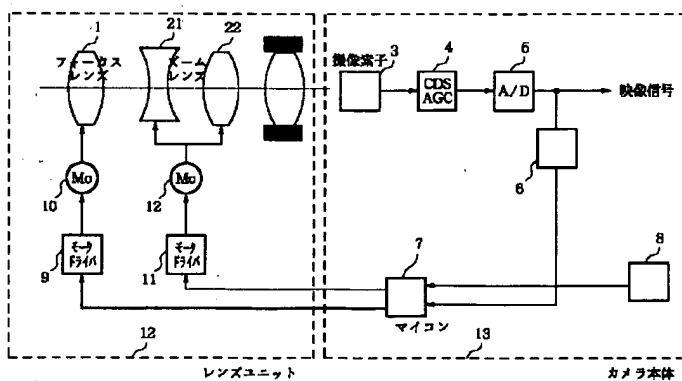 1
21
22
フォーカス
レンズ
ズーム
レンズ
撮像素子
3
4
5
CDS
AGC
A/D
映像信号
6
Mo
10
Mo
12
モータ
ドライバ
9
モータ
ドライバ
11
7
マイコン
8
12
レンズユニット
13
カメラ本体